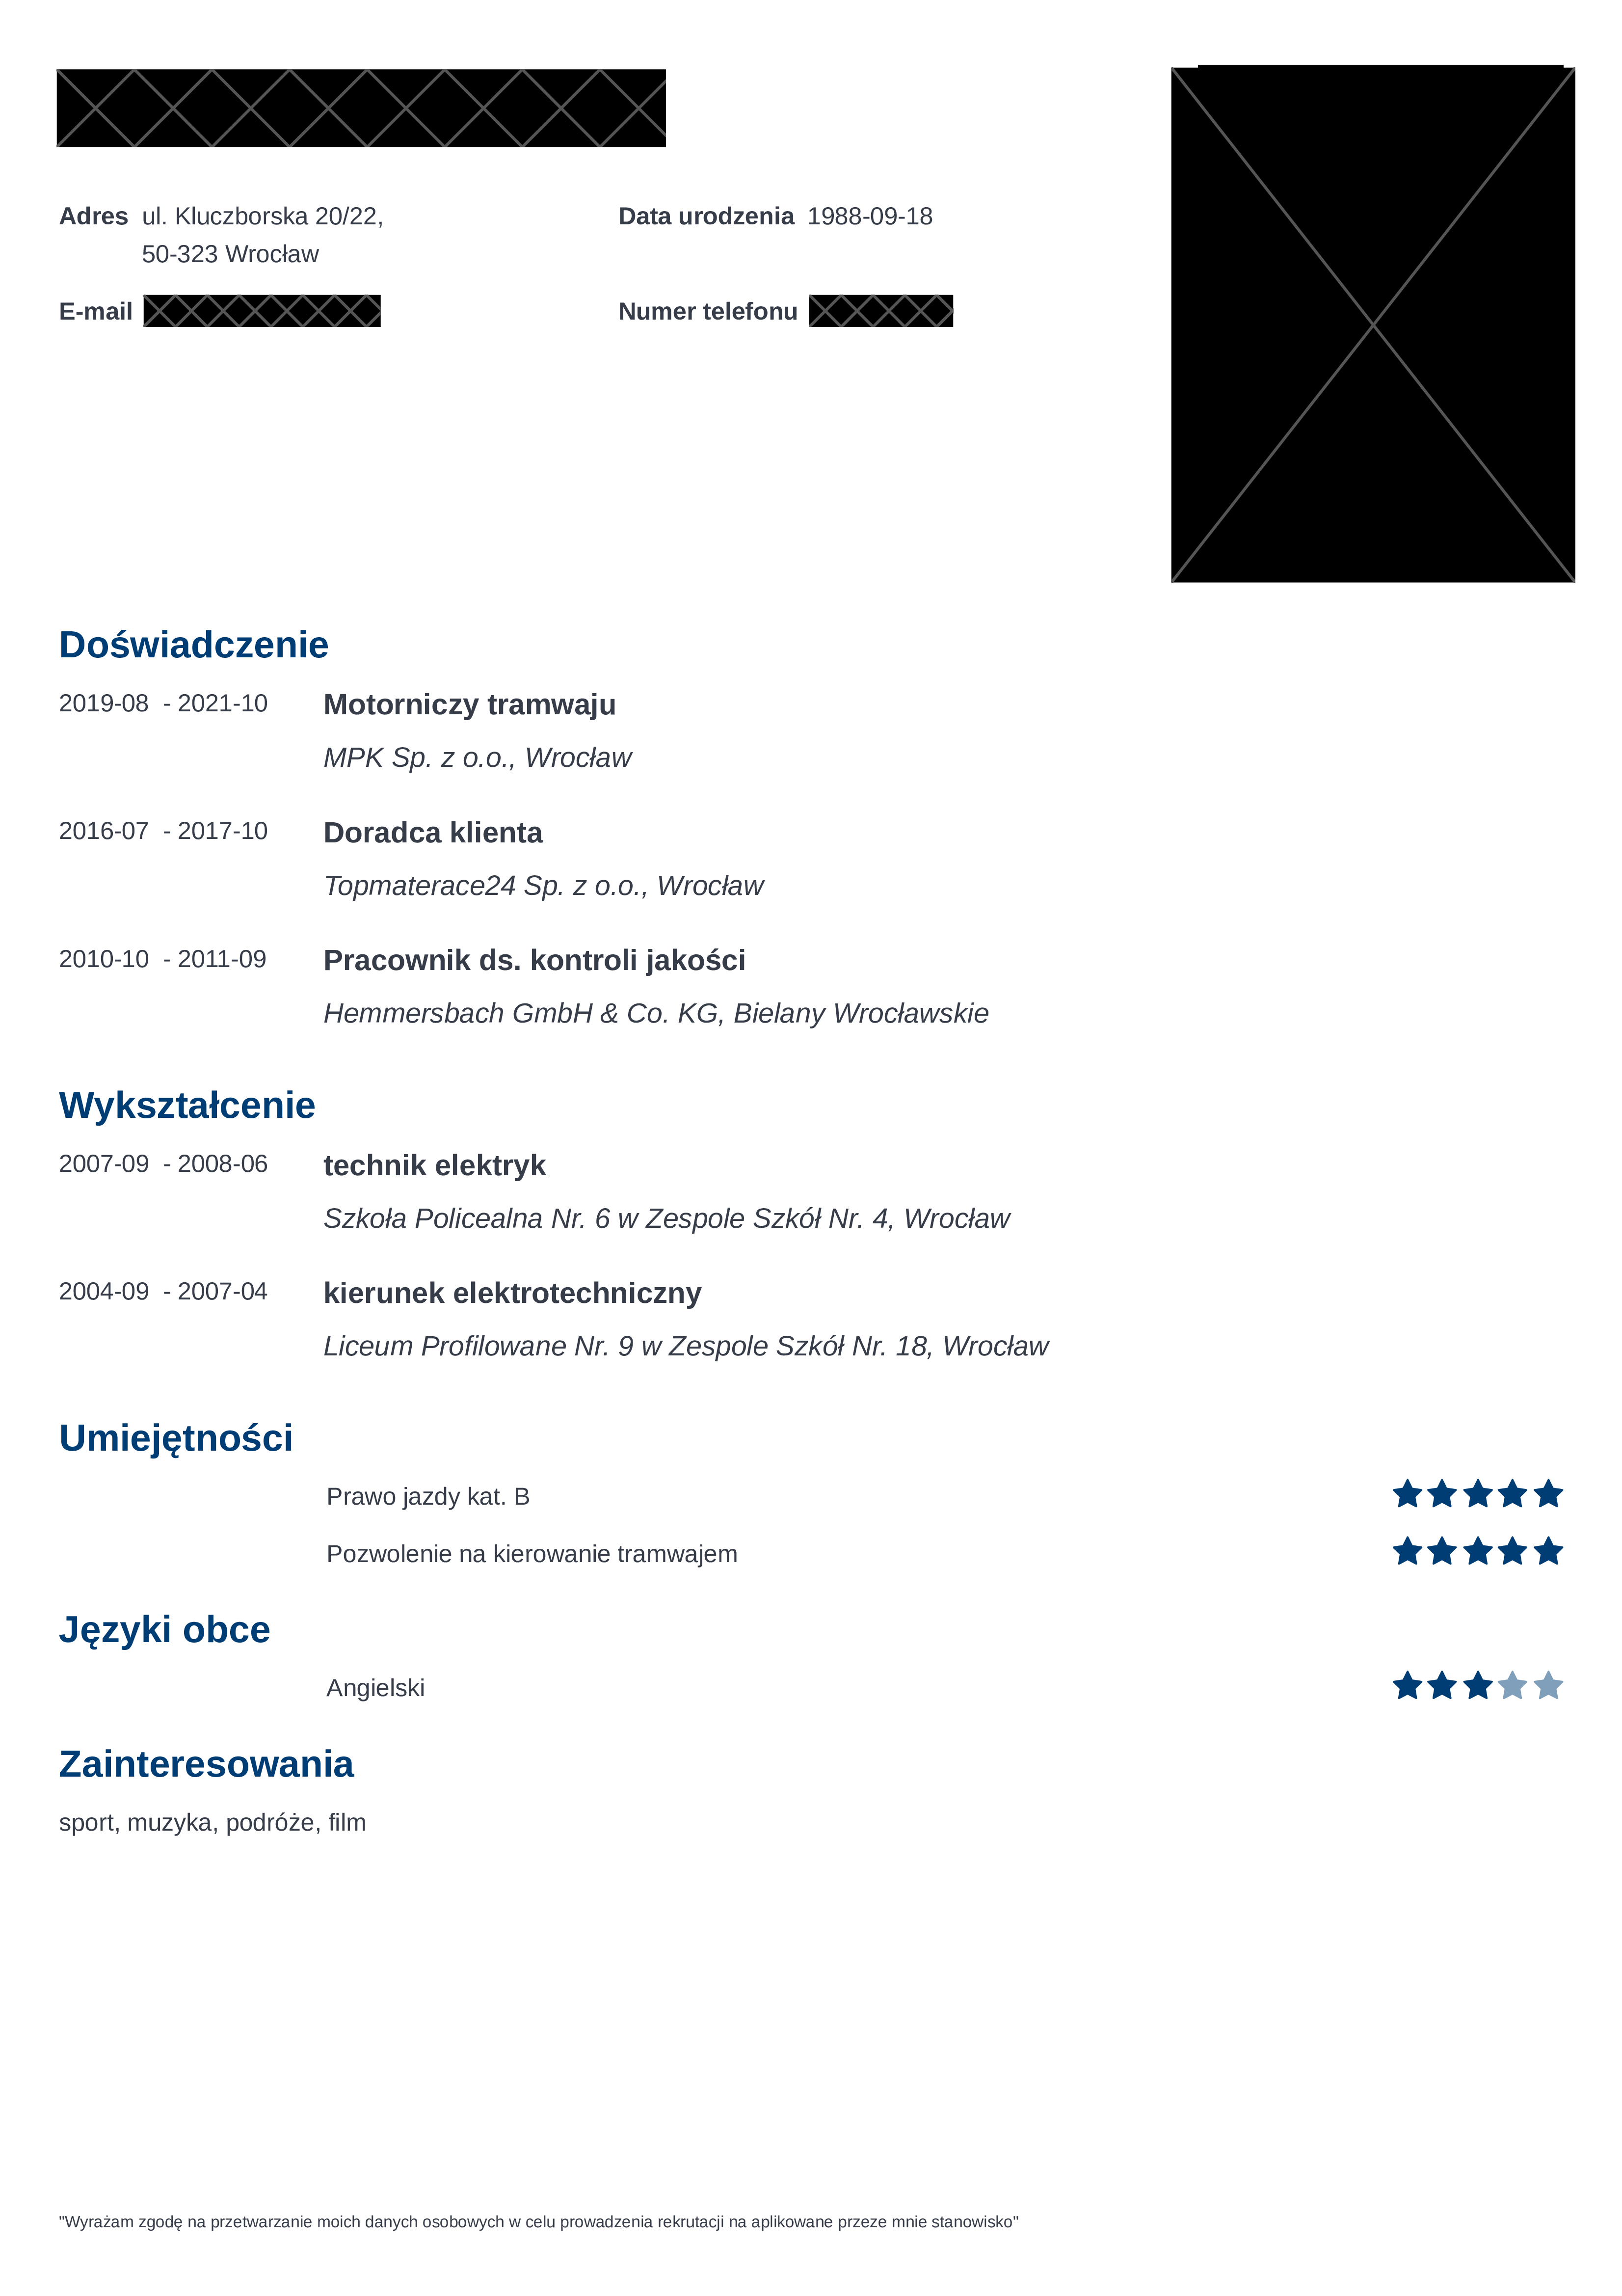 Adres ul. Kluczborska 20/22,
50-323 Wrocław
Data urodzenia 1988-09-18
E-mail
Numer telefonu
Doświadczenie
2019-08 - 2021-10 Motorniczy tramwaju
MPK Sp. z o.o., Wrocław
2016-07 - 2017-10 Doradca klienta
Topmaterace24 Sp. z o.o., Wrocław
2010-10 - 2011-09 Pracownik ds. kontroli jakości
Hemmersbach GmbH & Co. KG, Bielany Wrocławskie
Wykształcenie
2007-09 - 2008-06 technik elektryk
Szkoła Policealna Nr. 6 w Zespole Szkół Nr. 4, Wrocław
2004-09 - 2007-04 kierunek elektrotechniczny
Liceum Profilowane Nr. 9 w Zespole Szkół Nr. 18, Wrocław
Umiejętności
Prawo jazdy kat. B
Pozwolenie na kierowanie tramwajem
Języki obce
Angielski
Zainteresowania
sport, muzyka, podróże, film
"Wyrażam zgodę na przetwarzanie moich danych osobowych w celu prowadzenia rekrutacji na aplikowane przeze mnie stanowisko"